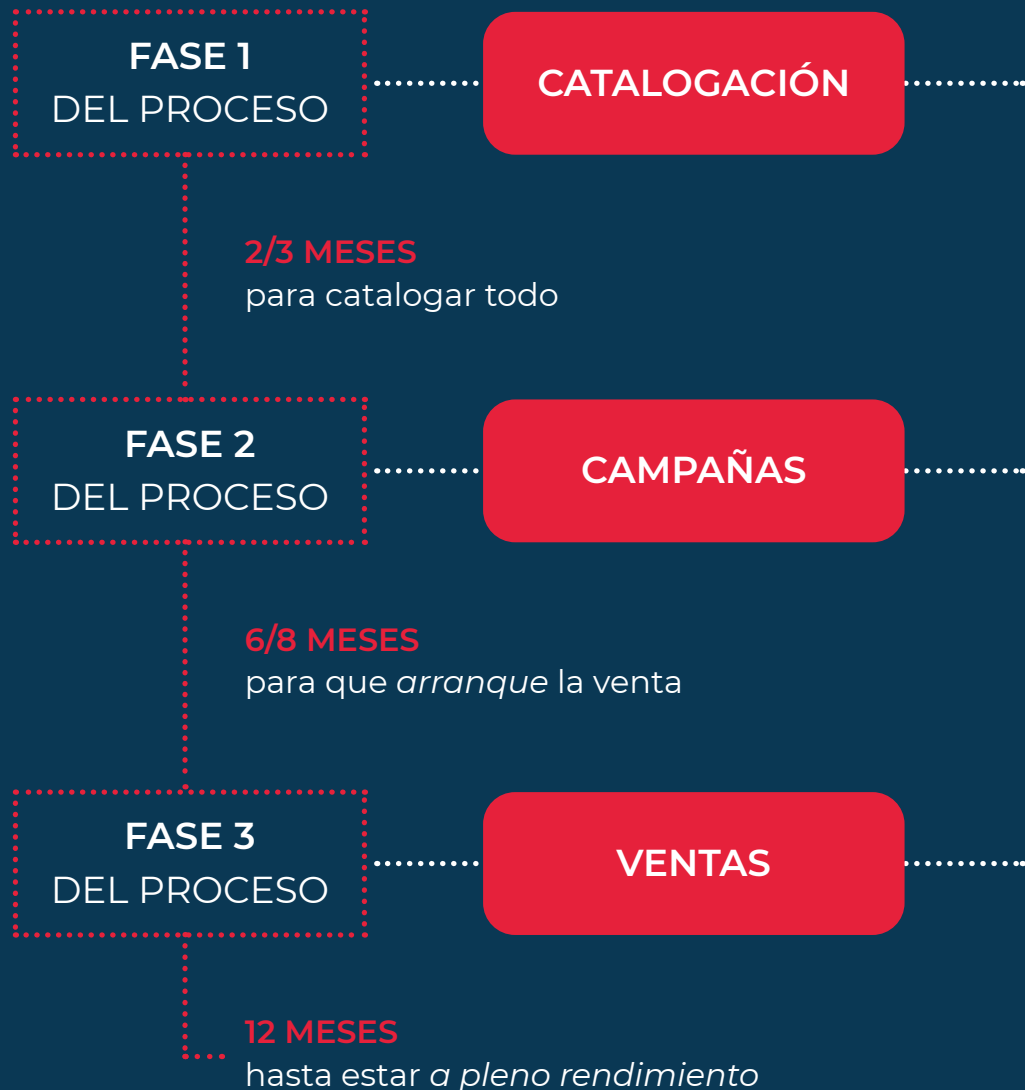 FASE 1
DEL PROCESO
CATALOGACIÓN
2/3 MESES
para catalogar todo
FASE 2
DEL PROCESO
CAMPAÑAS
6/8 MESES
para que arranque la venta
FASE 3
DEL PROCESO
VENTAS
12 MESES
hasta estar a pleno rendimiento